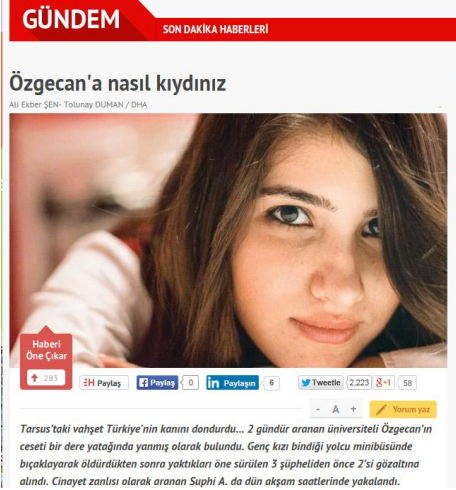 GÜNDEM
SON DAKİKA HABERLERİ
Özgecan'a nasıl kıydınız
Ali Ekber ŞEN- Tolunay DUMAN / DHA
Haberi
Öne Çıkar
283
H Paylaş
Paylaş 0
in Paylaşın 6
Tweetle 2,223
g+1 58
- A +
Yorum yaz
Tarsus'taki vahşet Türkiye'nin kanını dondurdu... 2 gündür aranan üniversiteli Özgecan'ın
ceseti bir dere yatağında yanmış olarak bulundu. Genç kızı bindiği yolcu minibüsünde
bıçaklayarak öldürdükten sonra yaktıkları öne sürülen 3 şüpheliden önce 2'si gözaltına
alındı. Cinayet zanlısı olarak aranan Suphi A. da dün akşam saatlerinde yakalandı.